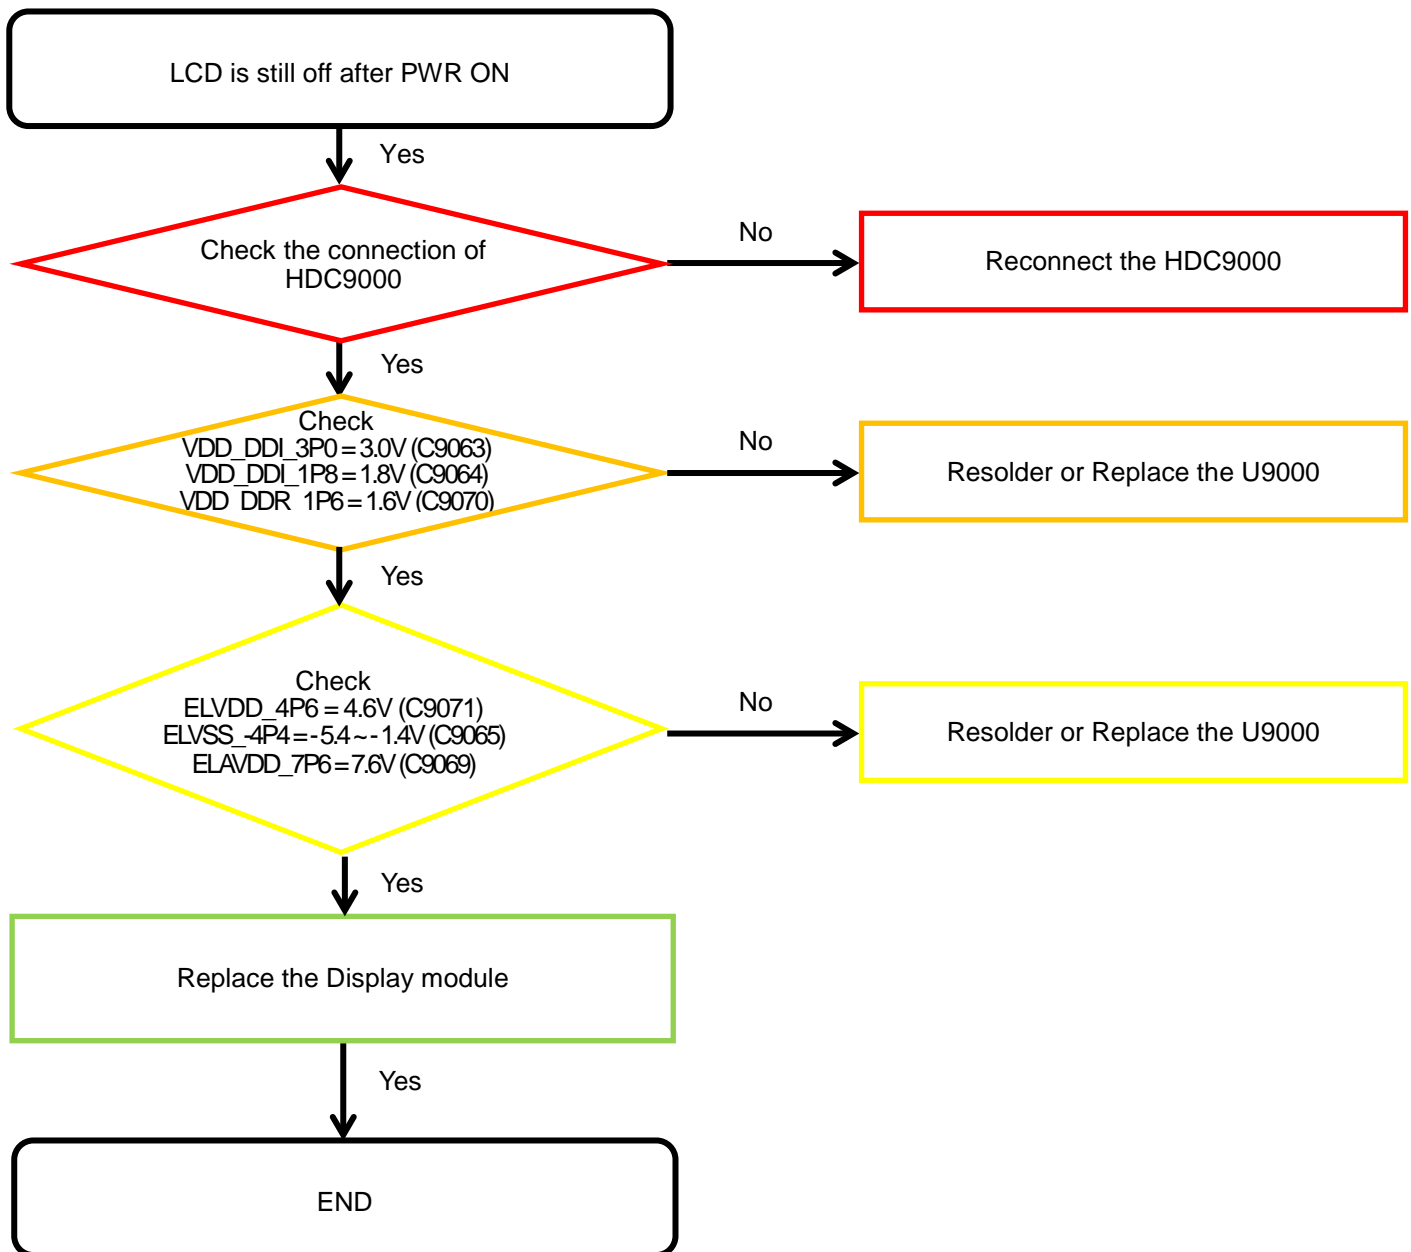 LCD is still off after PWR ON
Yes
Check the connection of
HDC9000
No
Reconnect the HDC9000
Yes
Check
VDD_DDI_3P0 = 3.0V (C9063)
VDD_DDI_1P8 = 1.8V (C9064)
VDD_DDR_1P6 = 1.6V (C9070)
No
Resolder or Replace the U9000
Yes
Check
ELVDD_4P6 = 4.6V (C9071)
ELVSS_-4P4 = -5.4 ~ -1.4V (C9065)
ELAVDD_7P6 = 7.6V (C9069)
No
Resolder or Replace the U9000
Yes
Replace the Display module
Yes
END